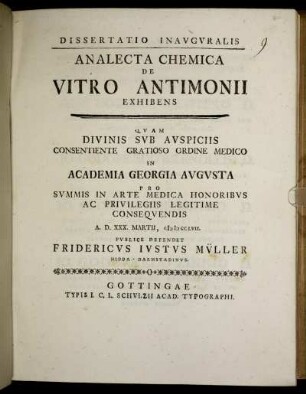 DISSERTATIO INAVGVRALIS
9
ANALECTA CHEMICA
DE
VITRO ANTIMONII
EXHIBENS
QVAM
DIVINIS SVB AVSPICIIS
CONSENTIENTE GRATIOSO ORDINE MEDICO
IN
ACADEMIA GEORGIA AVGVSTA
PRO
SVMMIS IN ARTE MEDICA HONORIBVS
AC PRIVILEGIIS LEGITIME
CONSEQVENDIS
A. D. XXX. MARTII, cIↃIↃCCLVII.
PVBLICE DEFENDET
FRIDERICVS IVSTVS MÜLLER
GOTTINGAE
TYPIS I. C. L. SCHVLZII ACAD. TYPOGRAPHI.